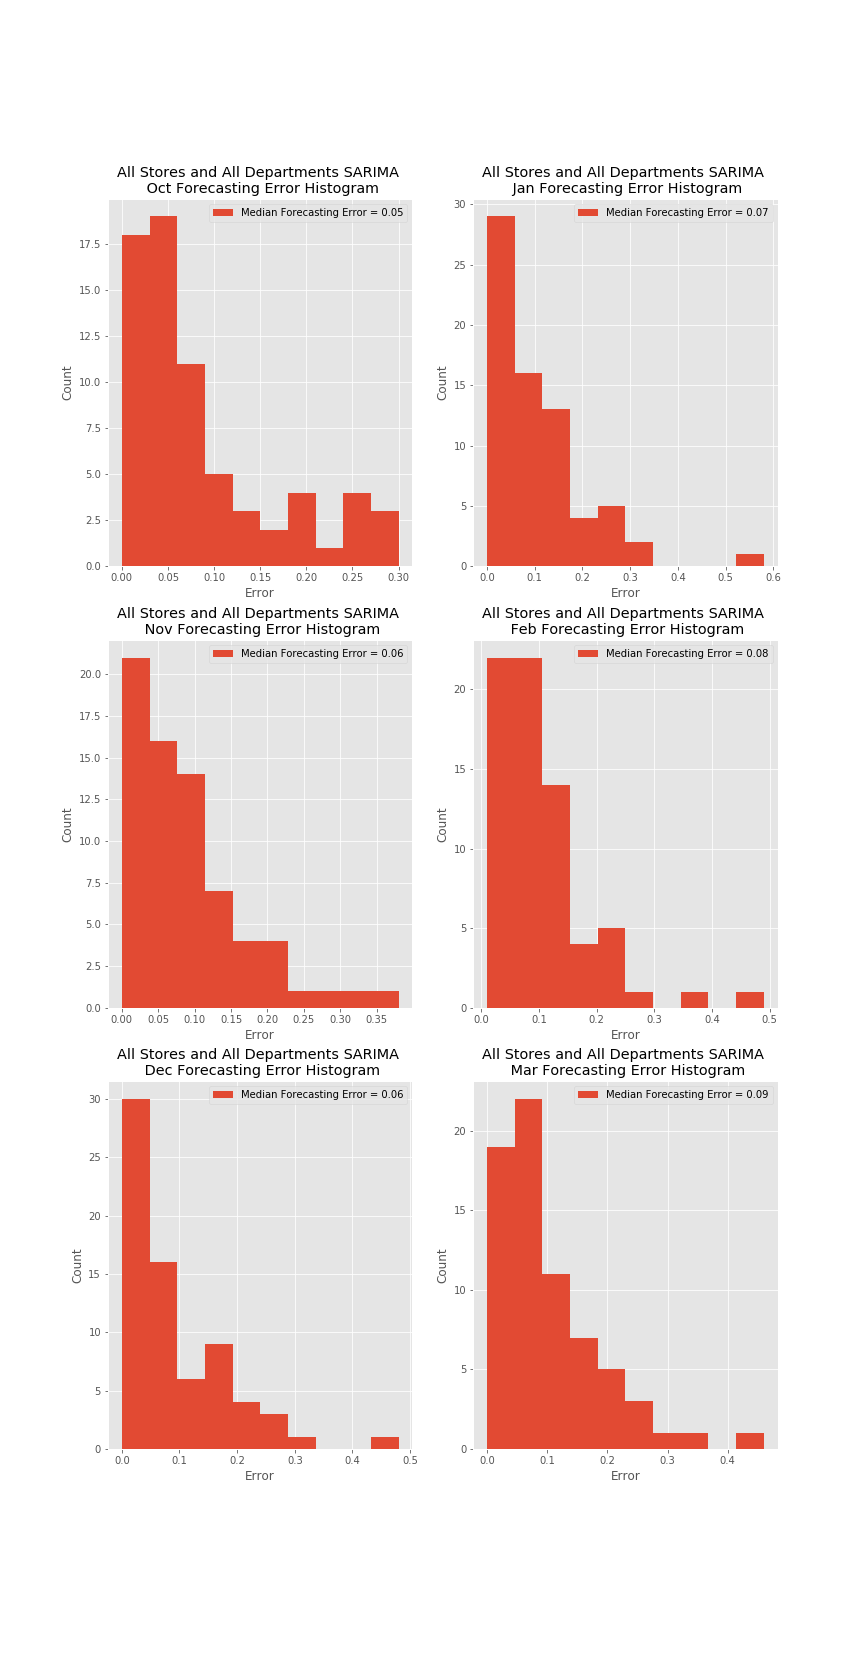 All Stores and All Departments SARIMA
Oct Forecasting Error Histogram
Median Forecasting Error = 0.05
17.5
15.0
12.5
10.0
7.5
5.0
2.5
0.0
Count
0.00 0.05 0.10 0.15 0.20 0.25 0.30
Error
All Stores and All Departments SARIMA
Jan Forecasting Error Histogram
Median Forecasting Error = 0.07
30
25
20
15
10
5
0
Count
0.0 0.1 0.2 0.3 0.4 0.5 0.6
Error
All Stores and All Departments SARIMA
Nov Forecasting Error Histogram
Median Forecasting Error = 0.06
20.0
17.5
15.0
12.5
10.0
7.5
5.0
2.5
0.0
Count
0.00 0.05 0.10 0.15 0.20 0.25 0.30 0.35
Error
All Stores and All Departments SARIMA
Feb Forecasting Error Histogram
Median Forecasting Error = 0.08
20
15
10
5
0
Count
0.0 0.1 0.2 0.3 0.4 0.5
Error
All Stores and All Departments SARIMA
Dec Forecasting Error Histogram
Median Forecasting Error = 0.06
30
25
20
15
10
5
0
Count
0.0 0.1 0.2 0.3 0.4 0.5
Error
All Stores and All Departments SARIMA
Mar Forecasting Error Histogram
Median Forecasting Error = 0.09
20
15
10
5
0
Count
0.0 0.1 0.2 0.3 0.4
Error